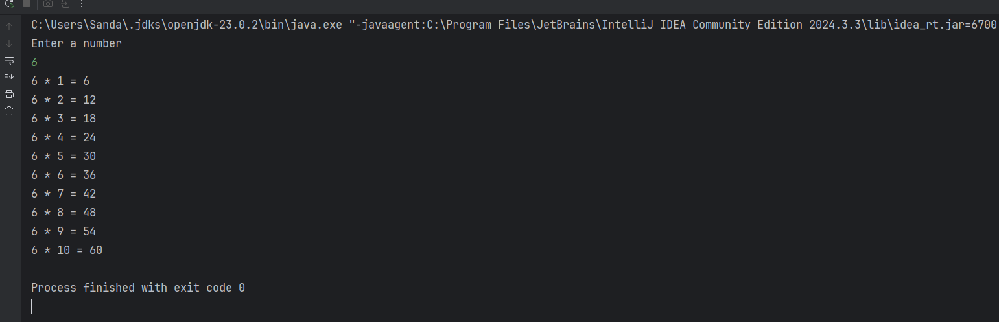 C:\Users\Sanda\.jdks\openjdk-23.0.2\bin\java.exe "-javaagent:C:\Program Files\JetBrains\IntelliJ IDEA Community Edition 2024.3.3\lib\idea_rt.jar=6700
Enter a number
6
6 * 1 = 6
6 * 2 = 12
6 * 3 = 18
6 * 4 = 24
6 * 5 = 30
6 * 6 = 36
6 * 7 = 42
6 * 8 = 48
6 * 9 = 54
6 * 10 = 60
Process finished with exit code 0